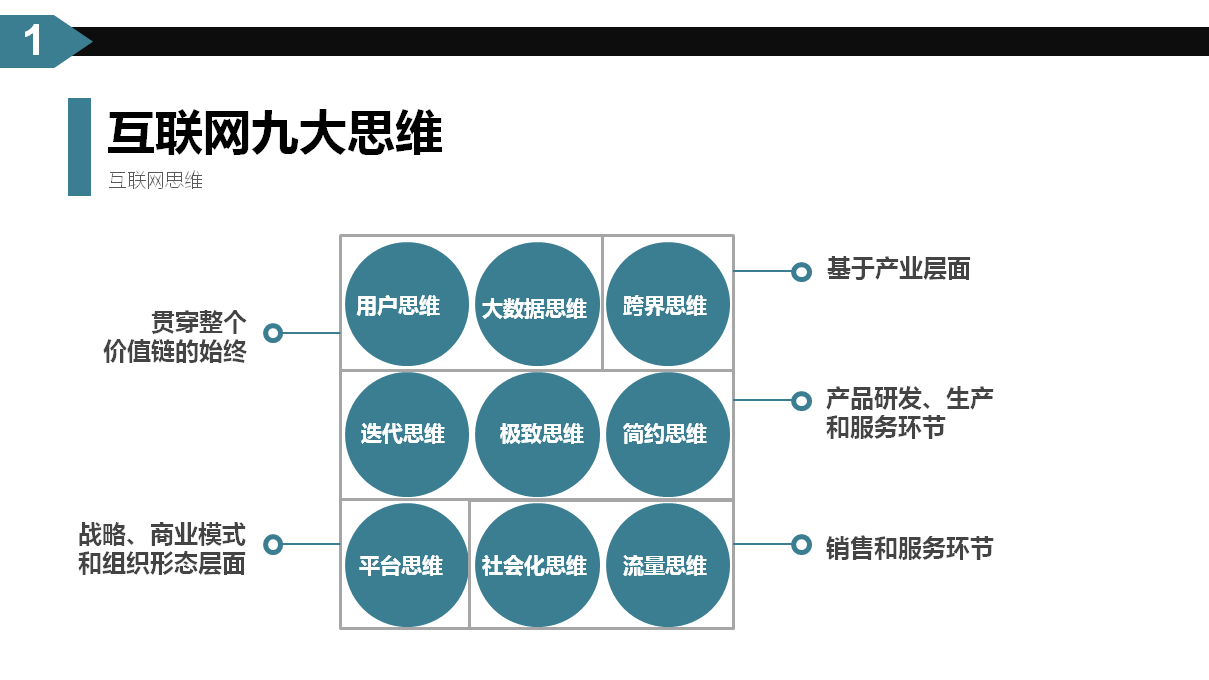 1
互联网九大思维
互联网思维
用户思维
大数据思维
跨界思维
基于产业层面
贯穿整个
价值链的始终
迭代思维
极致思维
简约思维
产品研发、生产
和服务环节
战略、商业模式
和组织形态层面
平台思维
社会化思维
流量思维
销售和服务环节